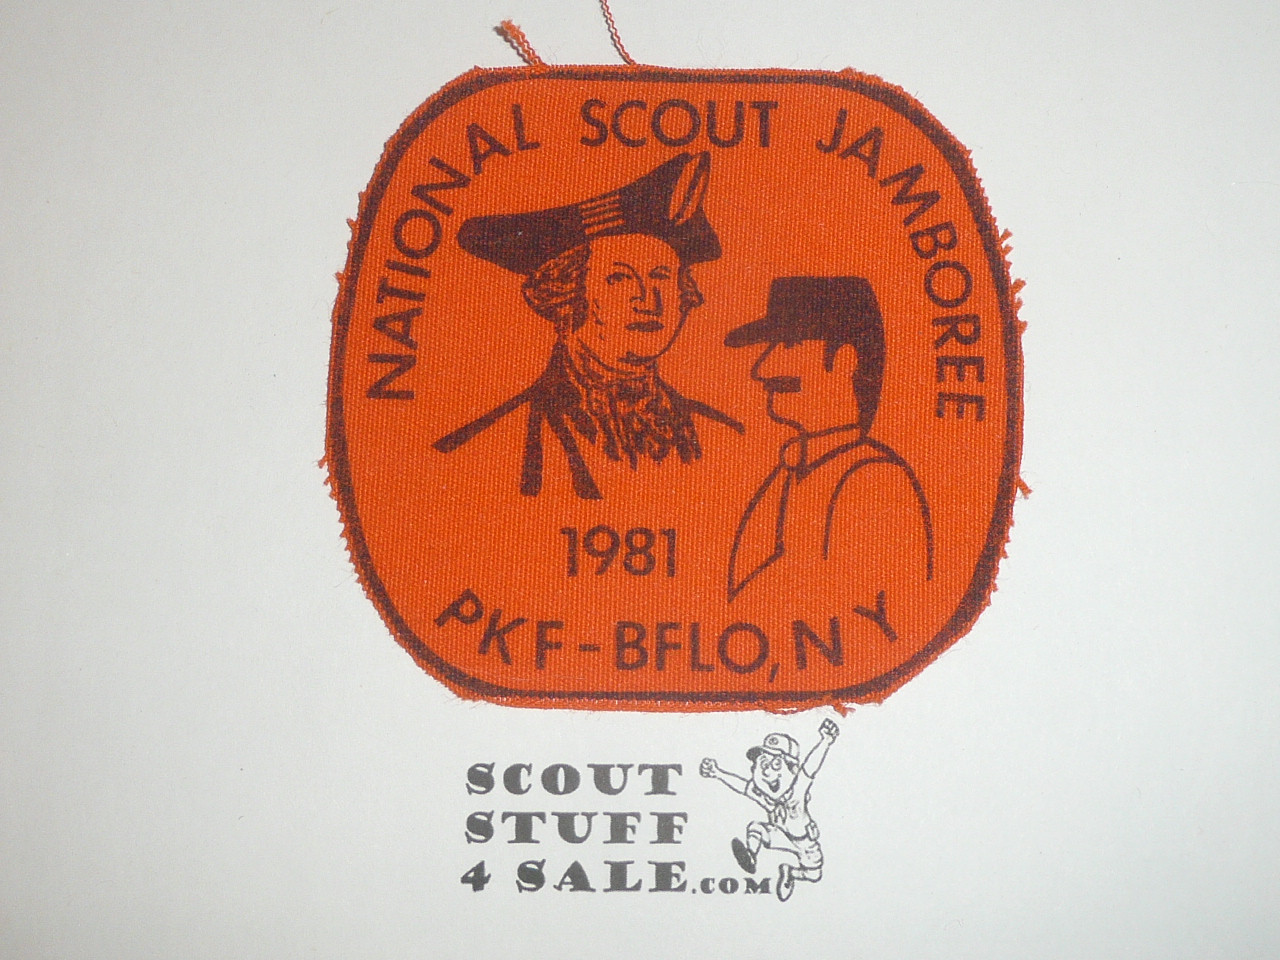 NATIONAL SCOUT JAMBOREE
1981
PKF-BFLO, NY
SCOUT
STUFF
4 SALE.COM